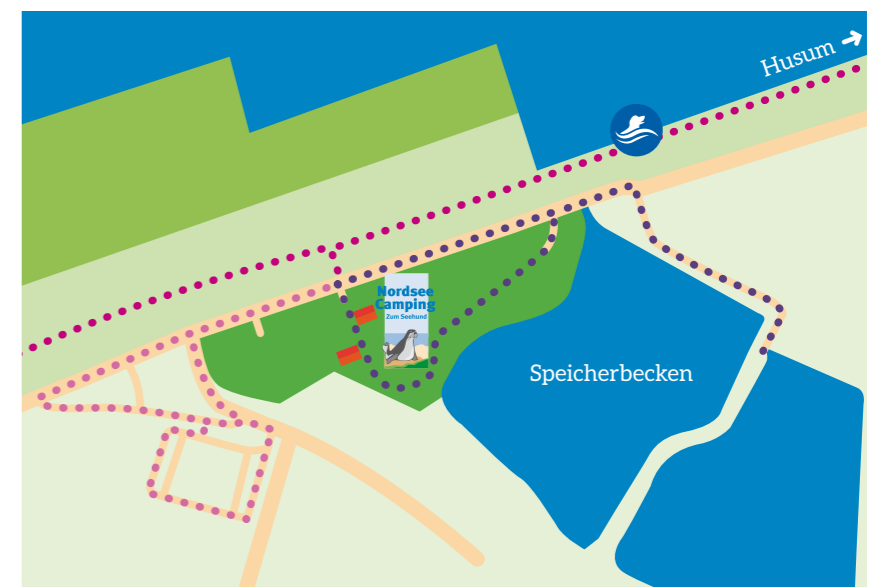 Husum
Nordsee
Camping
Zum Seehund
Speicherbecken